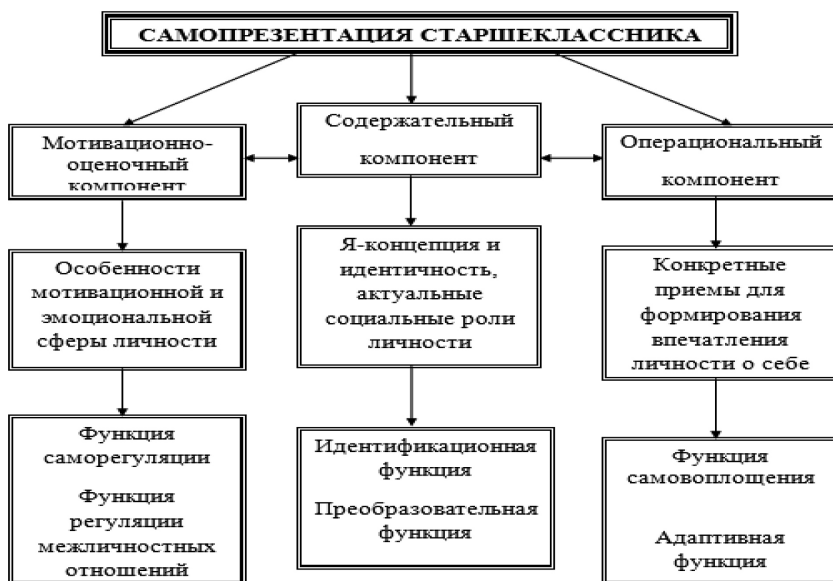 САМОПРЕЗЕНТАЦИЯ СТАРШЕКЛАССНИКА
Мотивационно-
оценочный
компонент
Содержательный
компонент
Операциональный
компонент
Особенности
мотивационной и
эмоциональной
сферы личности
Я-концепция и
идентичность,
актуальные
социальные роли
личности
Конкретные
приемы для
формирования
впечатления
личности о себе
Функция
саморегуляции
Функция
регуляции
межличностных
отношений
Идентификационная
функция
Преобразовательная
функция
Функция
самовоплощения
Адаптивная
функция